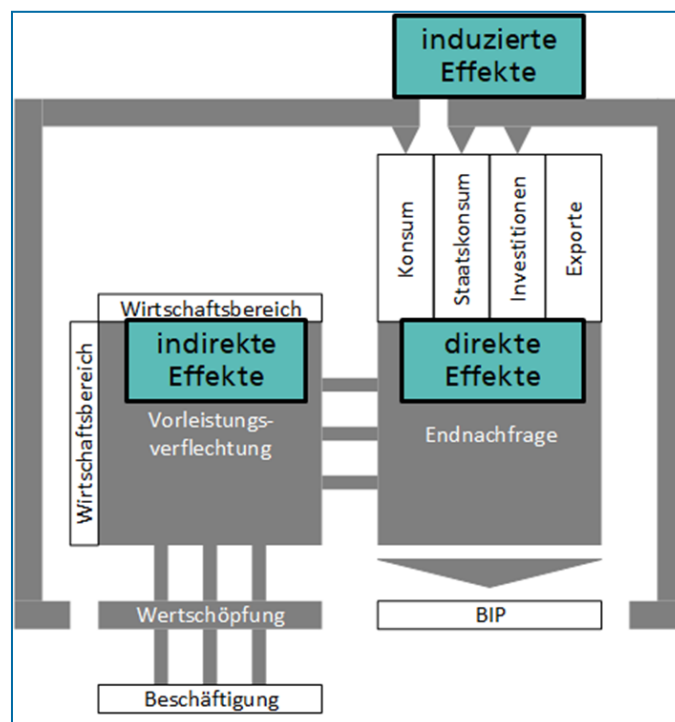 induzierte
Effekte
Konsum
Staatskonsum
Investitionen
Exporte
Wirtschaftsbereich
Wirtschaftsbereich
indirekte
Effekte
direkte
Effekte
Vorleistungs-
verflechtung
Endnachfrage
Wertschöpfung
BIP
Beschäftigung